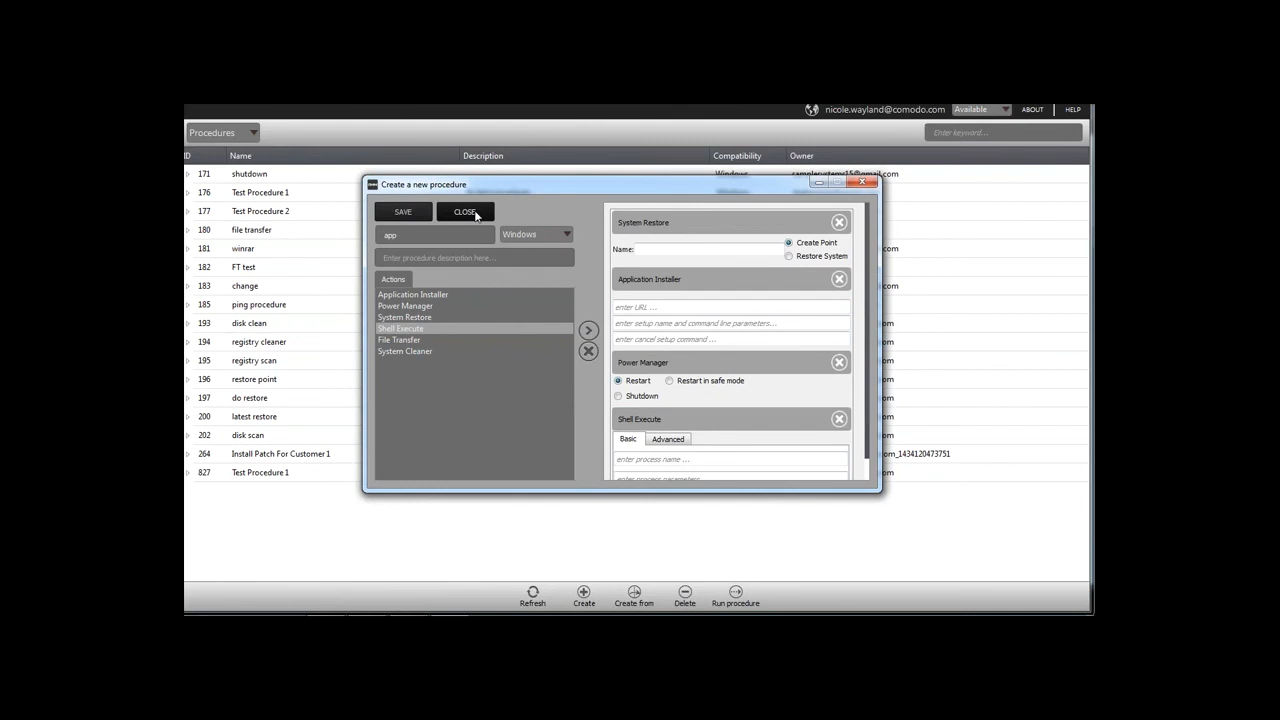 nicole.wayland@comodo.com Available ABOUT HELP
Procedures Enter keyword...
ID Name Description Compatibility Owner
171 shutdown
176 Test Procedure 1
177 Test Procedure 2
180 file transfer
181 winrar
182 FT test
183 change
185 ping procedure
193 disk clean
194 registry cleaner
195 registry scan
196 restore point
197 do restore
200 latest restore
202 disk scan
264 Install Patch For Customer 1 om_1434120473751
827 Test Procedure 1
Create a new procedure
SAVE CLOSE
app Windows
Enter procedure description here...
Actions
Application Installer
Power Manager
System Restore
Shell Execute
File Transfer
System Cleaner
System Restore
Name: Create Point
Restore System
Application Installer
enter URL ...
enter setup name and command line parameters...
enter cancel setup command ...
Power Manager
Restart Restart in safe mode
Shutdown
Shell Execute
Basic Advanced
enter process name ...
enter process parameters
Refresh Create Create from Delete Run procedure